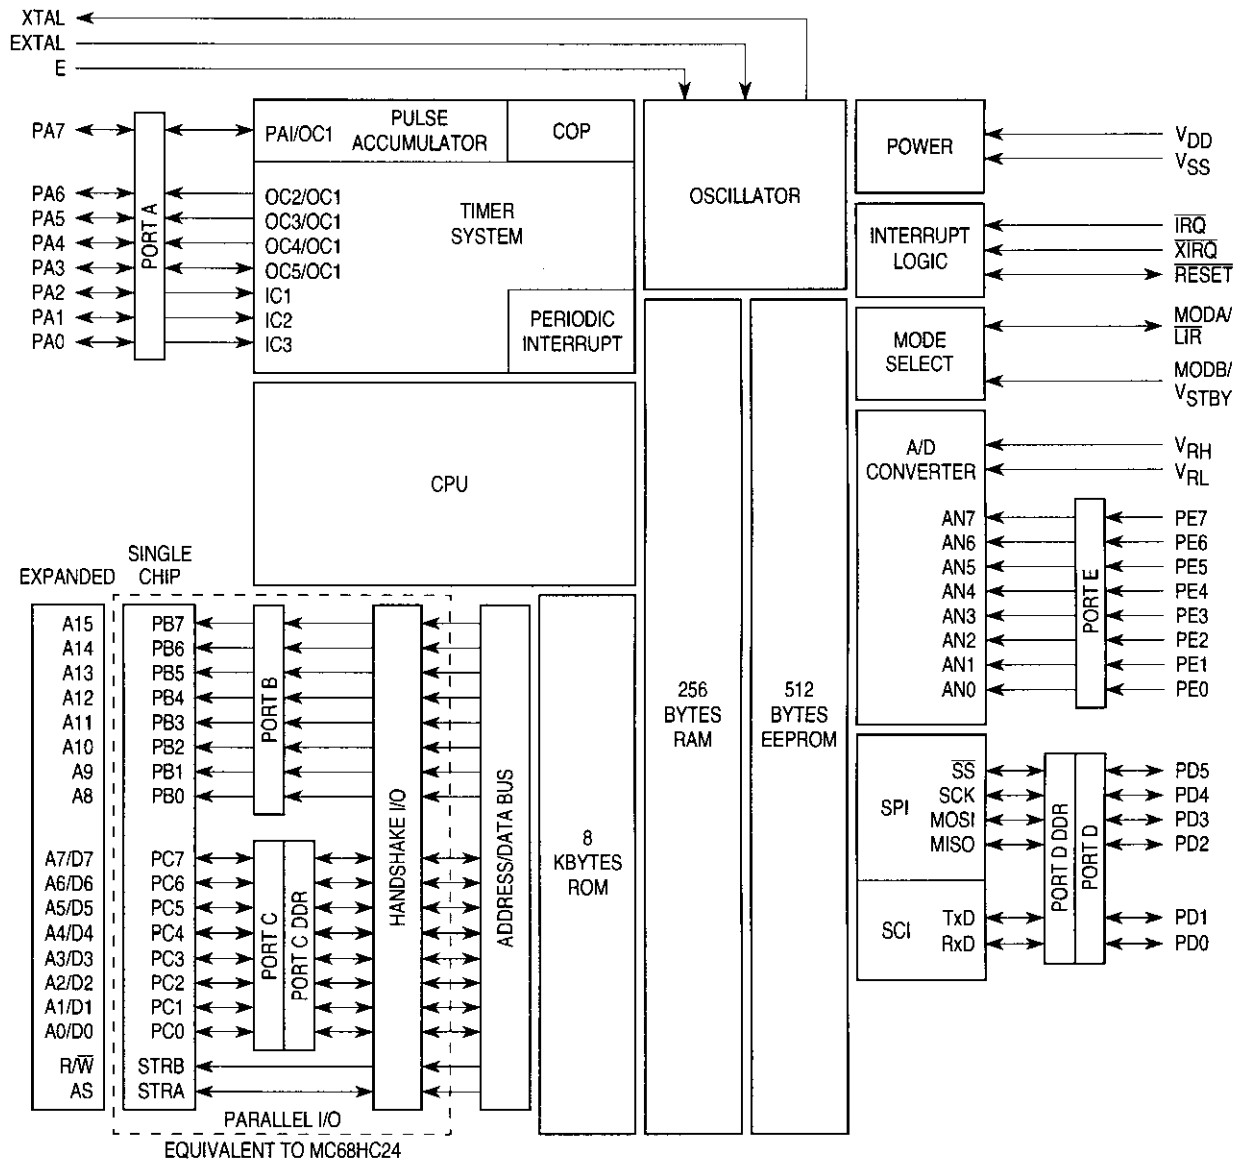 XTAL
EXTAL
E
PA7
PA6
PA5
PA4
PA3
PA2
PA1
PA0
PORT A
PAI/OC1
PULSE
ACCUMULATOR
COP
OC2/OC1
OC3/OC1
OC4/OC1
OC5/OC1
IC1
IC2
IC3
TIMER
SYSTEM
PERIODIC
INTERRUPT
OSCILLATOR
POWER
VDD
VSS
INTERRUPT
LOGIC
IRQ
XIRQ
RESET
MODE
SELECT
MODA/
LIR
MODB/
VSTBY
CPU
A/D
CONVERTER
VRH
VRL
AN7
AN6
AN5
AN4
AN3
AN2
AN1
AN0
PORT E
PE7
PE6
PE5
PE4
PE3
PE2
PE1
PE0
EXPANDED
SINGLE
CHIP
A15
A14
A13
A12
A11
A10
A9
A8
A7/D7
A6/D6
A5/D5
A4/D4
A3/D3
A2/D2
A1/D1
A0/D0
R/W
AS
PB7
PB6
PB5
PB4
PB3
PB2
PB1
PB0
PC7
PC6
PC5
PC4
PC3
PC2
PC1
PC0
STRB
STRA
PORT B
PORT C
PORT C DDR
HANDSHAKE I/O
ADDRESS/DATA BUS
8
KBYTES
ROM
256
BYTES
RAM
512
BYTES
EEPROM
SPI
SS
SCK
MOSI
MISO
SCI
TxD
RxD
PORT D DDR
PORT D
PD5
PD4
PD3
PD2
PD1
PD0
PARALLEL I/O
EQUIVALENT TO MC68HC24